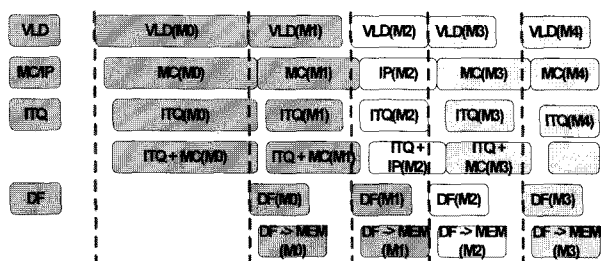 VLD VLD(M0) VLD(M1) VLD(M2) VLD(M3) VLD(M4)
MC/IP MC(M0) MC(M1) IP(M2) MC(M3) MC(M4)
ITQ ITQ(M0) ITQ(M1) ITQ(M2) ITQ(M3) ITQ(M4)
ITQ + MC(M0) ITQ + MC(M1) ITQ + IP(M2) ITQ + MC(M3)
DF DF(M0) DF(M1) DF(M2) DF(M3)
DF -> MEM DF -> MEM DF -> MEM DF -> MEM
(M0) (M1) (M2) (M3)